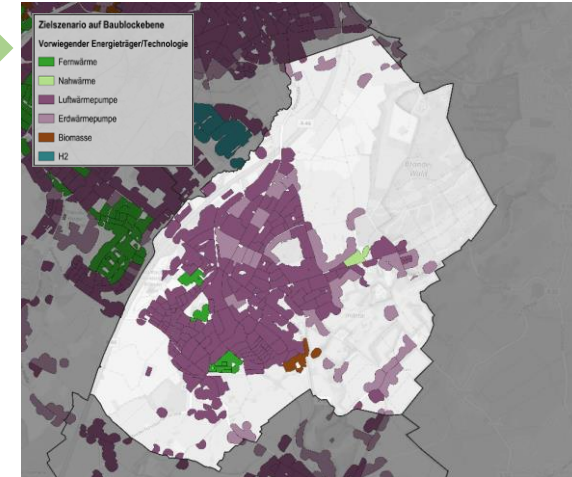 Zielszenario auf Baublockebene
Vorwiegender Energieträger/Technologie
Fernwärme
Nahwärme
Luftwärmepumpe
Erdwärmepumpe
Biomasse
H2